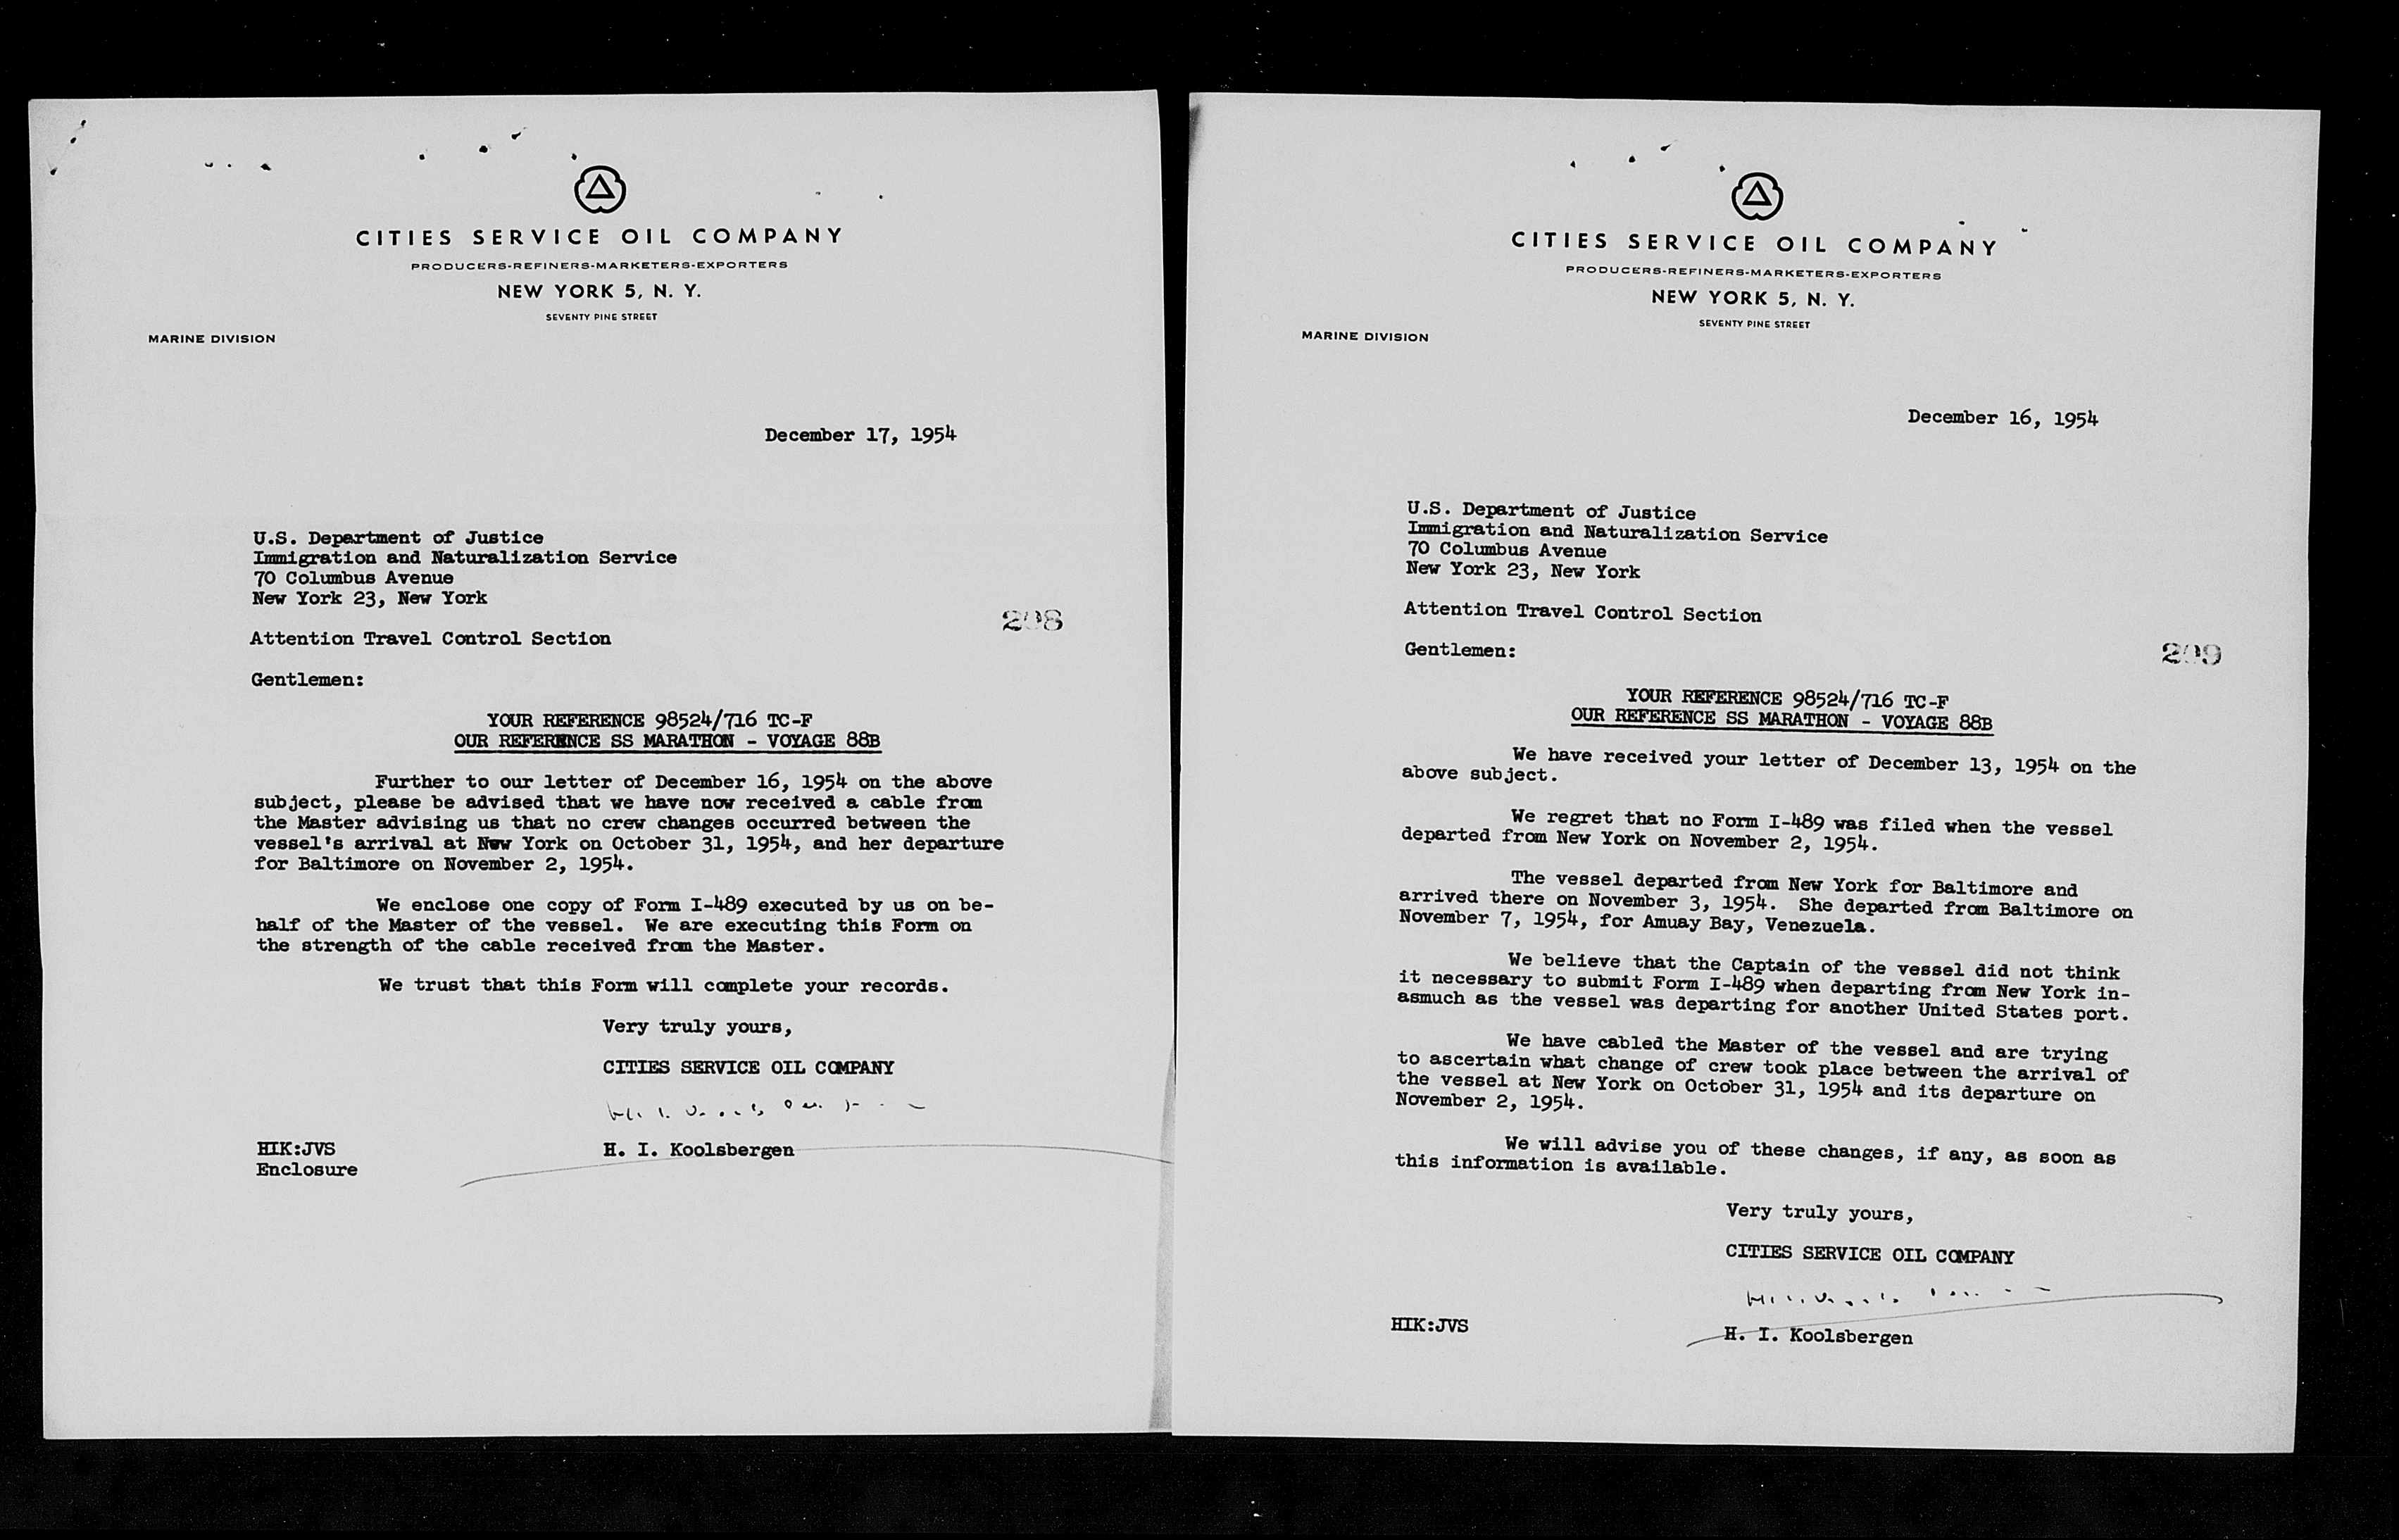 CITIES SERVICE OIL COMPANY
PRODUCERS-REFINERS-MARKETERS-EXPORTERS
NEW YORK 5, N. Y.
SEVENTY PINE STREET
MARINE DIVISION
December 17, 1954
U.S. Department of Justice
Immigration and Naturalization Service
70 Columbus Avenue
New York 23, New York
208
Attention Travel Control Section
Gentlemen:
YOUR REFERENCE 98524/716 TC-F
OUR REFERENCE SS MARATHON - VOYAGE 88B
Further to our letter of December 16, 1954 on the above
subject, please be advised that we have now received a cable from
the Master advising us that no crew changes occurred between the
vessel's arrival at New York on October 31, 1954, and her departure
for Baltimore on November 2, 1954.
We enclose one copy of Form I-489 executed by us on be-
half of the Master of the vessel. We are executing this Form on
the strength of the cable received from the Master.
We trust that this Form will complete your records.
Very truly yours,
CITIES SERVICE OIL COMPANY
HIK:JVS
H. I. Koolsbergen
Enclosure
CITIES SERVICE OIL COMPANY
PRODUCERS-REFINERS-MARKETERS-EXPORTERS
NEW YORK 5, N. Y.
SEVENTY PINE STREET
MARINE DIVISION
December 16, 1954
U.S. Department of Justice
Immigration and Naturalization Service
70 Columbus Avenue
New York 23, New York
Attention Travel Control Section
Gentlemen:
209
YOUR REFERENCE 98524/716 TC-F
OUR REFERENCE SS MARATHON - VOYAGE 88B
We have received your letter of December 13, 1954 on the
above subject.
We regret that no Form I-489 was filed when the vessel
departed from New York on November 2, 1954.
The vessel departed from New York for Baltimore and
arrived there on November 3, 1954. She departed from Baltimore on
November 7, 1954, for Amuay Bay, Venezuela.
We believe that the Captain of the vessel did not think
it necessary to submit Form I-489 when departing from New York in-
asmuch as the vessel was departing for another United States port.
We have cabled the Master of the vessel and are trying
to ascertain what change of crew took place between the arrival of
the vessel at New York on October 31, 1954 and its departure on
November 2, 1954.
We will advise you of these changes, if any, as soon as
this information is available.
Very truly yours,
CITIES SERVICE OIL COMPANY
HIK:JVS
H. I. Koolsbergen